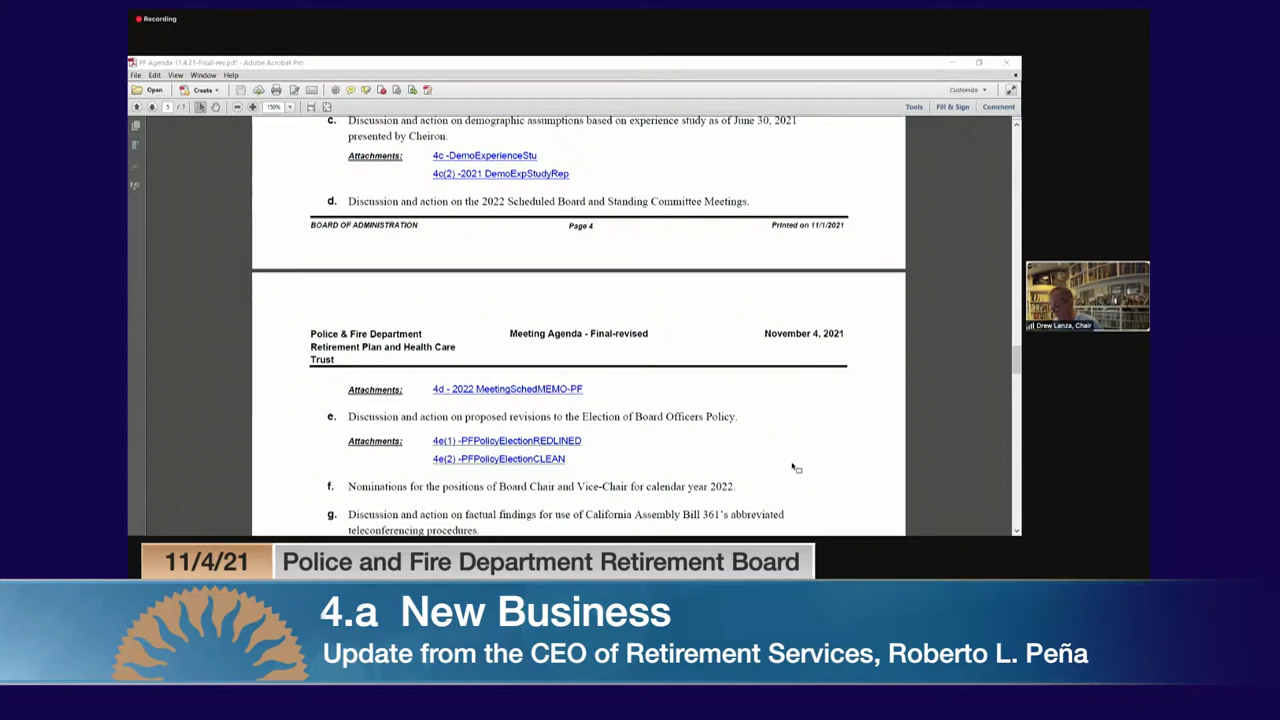 Recording
PF Agenda 11.4.21-Final-rev.pdf - Adobe Acrobat Pro
File Edit View Window Help
Open Create Customize
5 / 7 150% Tools Fill & Sign Comment
c. Discussion and action on demographic assumptions based on experience study as of June 30, 2021
presented by Cheiron.
Attachments: 4c -DemoExperienceStu
4c(2) -2021 DemoExpStudyRep
d. Discussion and action on the 2022 Scheduled Board and Standing Committee Meetings.
BOARD OF ADMINISTRATION Page 4 Printed on 11/1/2021
Police & Fire Department Meeting Agenda - Final-revised November 4, 2021
Retirement Plan and Health Care
Trust
Attachments: 4d - 2022 MeetingSchedMEMO-PF
e. Discussion and action on proposed revisions to the Election of Board Officers Policy.
Attachments: 4e(1) -PFPolicyElectionREDLINED
4e(2) -PFPolicyElectionCLEAN
f. Nominations for the positions of Board Chair and Vice-Chair for calendar year 2022.
g. Discussion and action on factual findings for use of California Assembly Bill 361's abbreviated
teleconferencing procedures.
Drew Lanza, Chair
11/4/21 Police and Fire Department Retirement Board
4.a New Business
Update from the CEO of Retirement Services, Roberto L. Peña